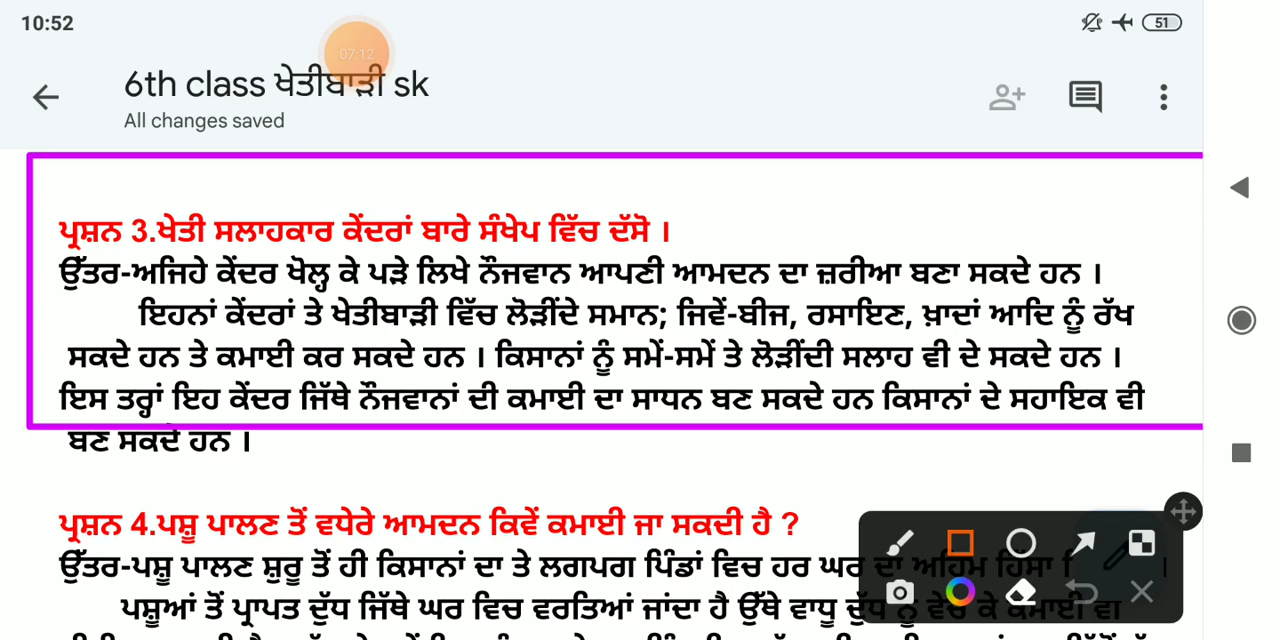 10:52
51
07:12
6th class ਖੇਤੀਬਾੜੀ sk
All changes saved
ਪ੍ਰਸ਼ਨ 3.ਖੇਤੀ ਸਲਾਹਕਾਰ ਕੇਂਦਰਾਂ ਬਾਰੇ ਸੰਖੇਪ ਵਿੱਚ ਦੱਸੋ ।
ਉੱਤਰ-ਅਜਿਹੇ ਕੇਂਦਰ ਖੋਲ੍ਹ ਕੇ ਪੜੇ ਲਿਖੇ ਨੌਜਵਾਨ ਆਪਣੀ ਆਮਦਨ ਦਾ ਜ਼ਰੀਆ ਬਣਾ ਸਕਦੇ ਹਨ ।
ਇਹਨਾਂ ਕੇਂਦਰਾਂ ਤੇ ਖੇਤੀਬਾੜੀ ਵਿੱਚ ਲੋੜੀਂਦੇ ਸਮਾਨ; ਜਿਵੇਂ-ਬੀਜ, ਰਸਾਇਣ, ਖ਼ਾਦਾਂ ਆਦਿ ਨੂੰ ਰੱਖ
ਸਕਦੇ ਹਨ ਤੇ ਕਮਾਈ ਕਰ ਸਕਦੇ ਹਨ । ਕਿਸਾਨਾਂ ਨੂੰ ਸਮੇਂ-ਸਮੇਂ ਤੇ ਲੋੜੀਂਦੀ ਸਲਾਹ ਵੀ ਦੇ ਸਕਦੇ ਹਨ ।
ਇਸ ਤਰ੍ਹਾਂ ਇਹ ਕੇਂਦਰ ਜਿੱਥੇ ਨੌਜਵਾਨਾਂ ਦੀ ਕਮਾਈ ਦਾ ਸਾਧਨ ਬਣ ਸਕਦੇ ਹਨ ਕਿਸਾਨਾਂ ਦੇ ਸਹਾਇਕ ਵੀ
ਬਣ ਸਕਦੇ ਹਨ ।
ਪ੍ਰਸ਼ਨ 4.ਪਸ਼ੂ ਪਾਲਣ ਤੋਂ ਵਧੇਰੇ ਆਮਦਨ ਕਿਵੇਂ ਕਮਾਈ ਜਾ ਸਕਦੀ ਹੈ ?
ਉੱਤਰ-ਪਸ਼ੂ ਪਾਲਣ ਸ਼ੁਰੂ ਤੋਂ ਹੀ ਕਿਸਾਨਾਂ ਦਾ ਤੇ ਲਗਪਗ ਪਿੰਡਾਂ ਵਿਚ ਹਰ ਘਰ ਦਾ ਅਹਿਮ ਹਿੱਸਾ
ਪਸ਼ੂਆਂ ਤੋਂ ਪ੍ਰਾਪਤ ਦੁੱਧ ਜਿੱਥੇ ਘਰ ਵਿਚ ਵਰਤਿਆਂ ਜਾਂਦਾ ਹੈ ਉੱਥੇ ਵਾਧੂ ਦੁੱਧ ਨੂੰ ਵੇਚ ਕੇ ਕਮਾਈ ਵੀ